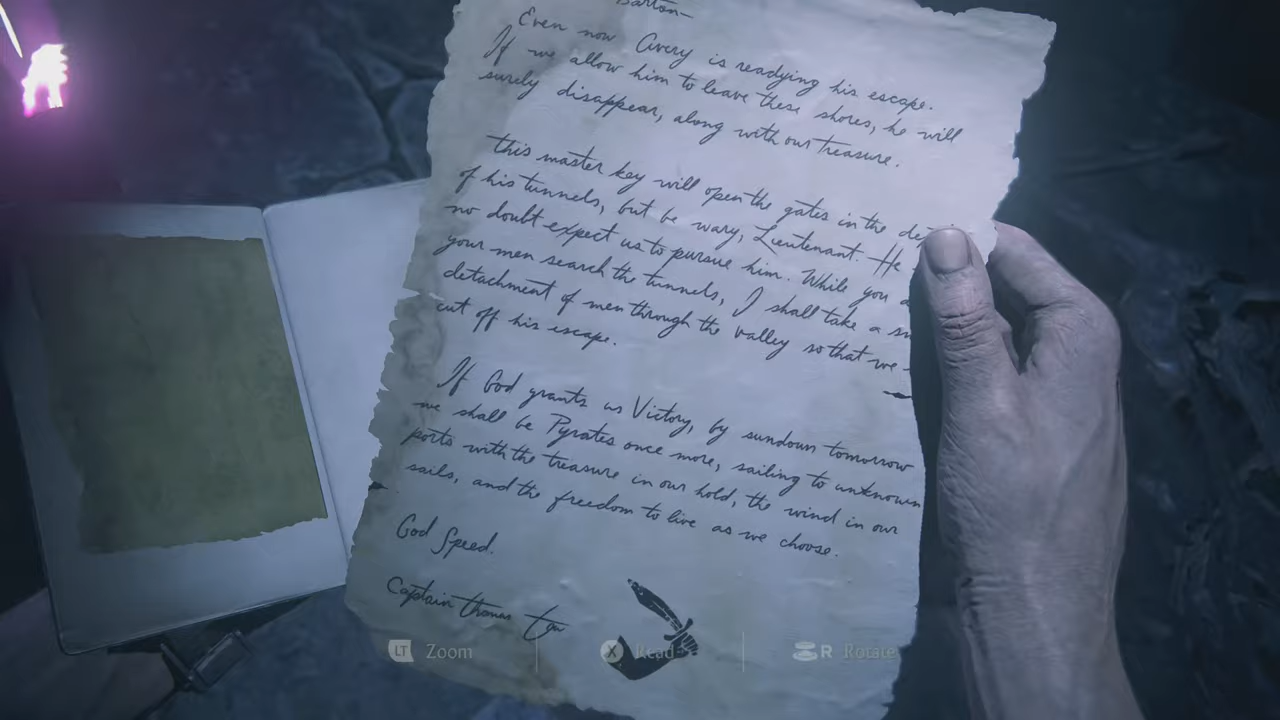 Barton—
Even now Avery is readying his escape.
If we allow him to leave these shores, he will
surely disappear, along with our treasure.
this master key will open the gates in the de
of his tunnels, but be wary, Lieutenant. He
no doubt expect us to pursue him. While you a
your men search the tunnels, I shall take a sm
detachment of men through the valley so that we
cut off his escape.
If God grants us Victory, by sundown tomorrow
we shall be Pyrates once more, sailing to unknown
ports with the treasure in our hold, the wind in our
sails, and the freedom to live as we choose.
God Speed.
Captain thomas Tew
LT Zoom
X Read
R Rotate